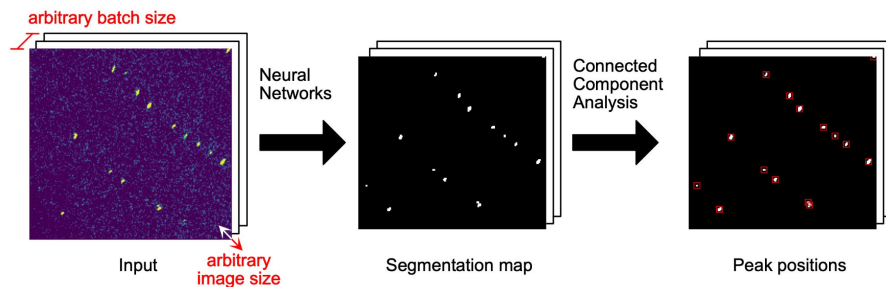 arbitrary batch size
Neural
Networks
Connected
Component
Analysis
arbitrary
image size
Input
Segmentation map
Peak positions